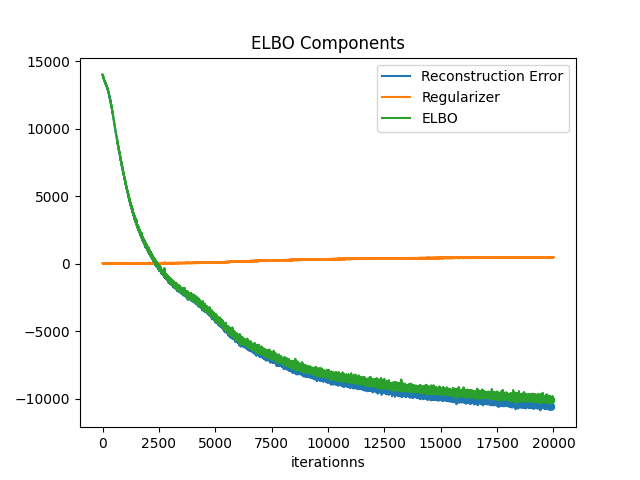 ELBO Components
15000
10000
5000
0
−5000
−10000
Reconstruction Error
Regularizer
ELBO
0 2500 5000 7500 10000 12500 15000 17500 20000
iterationns